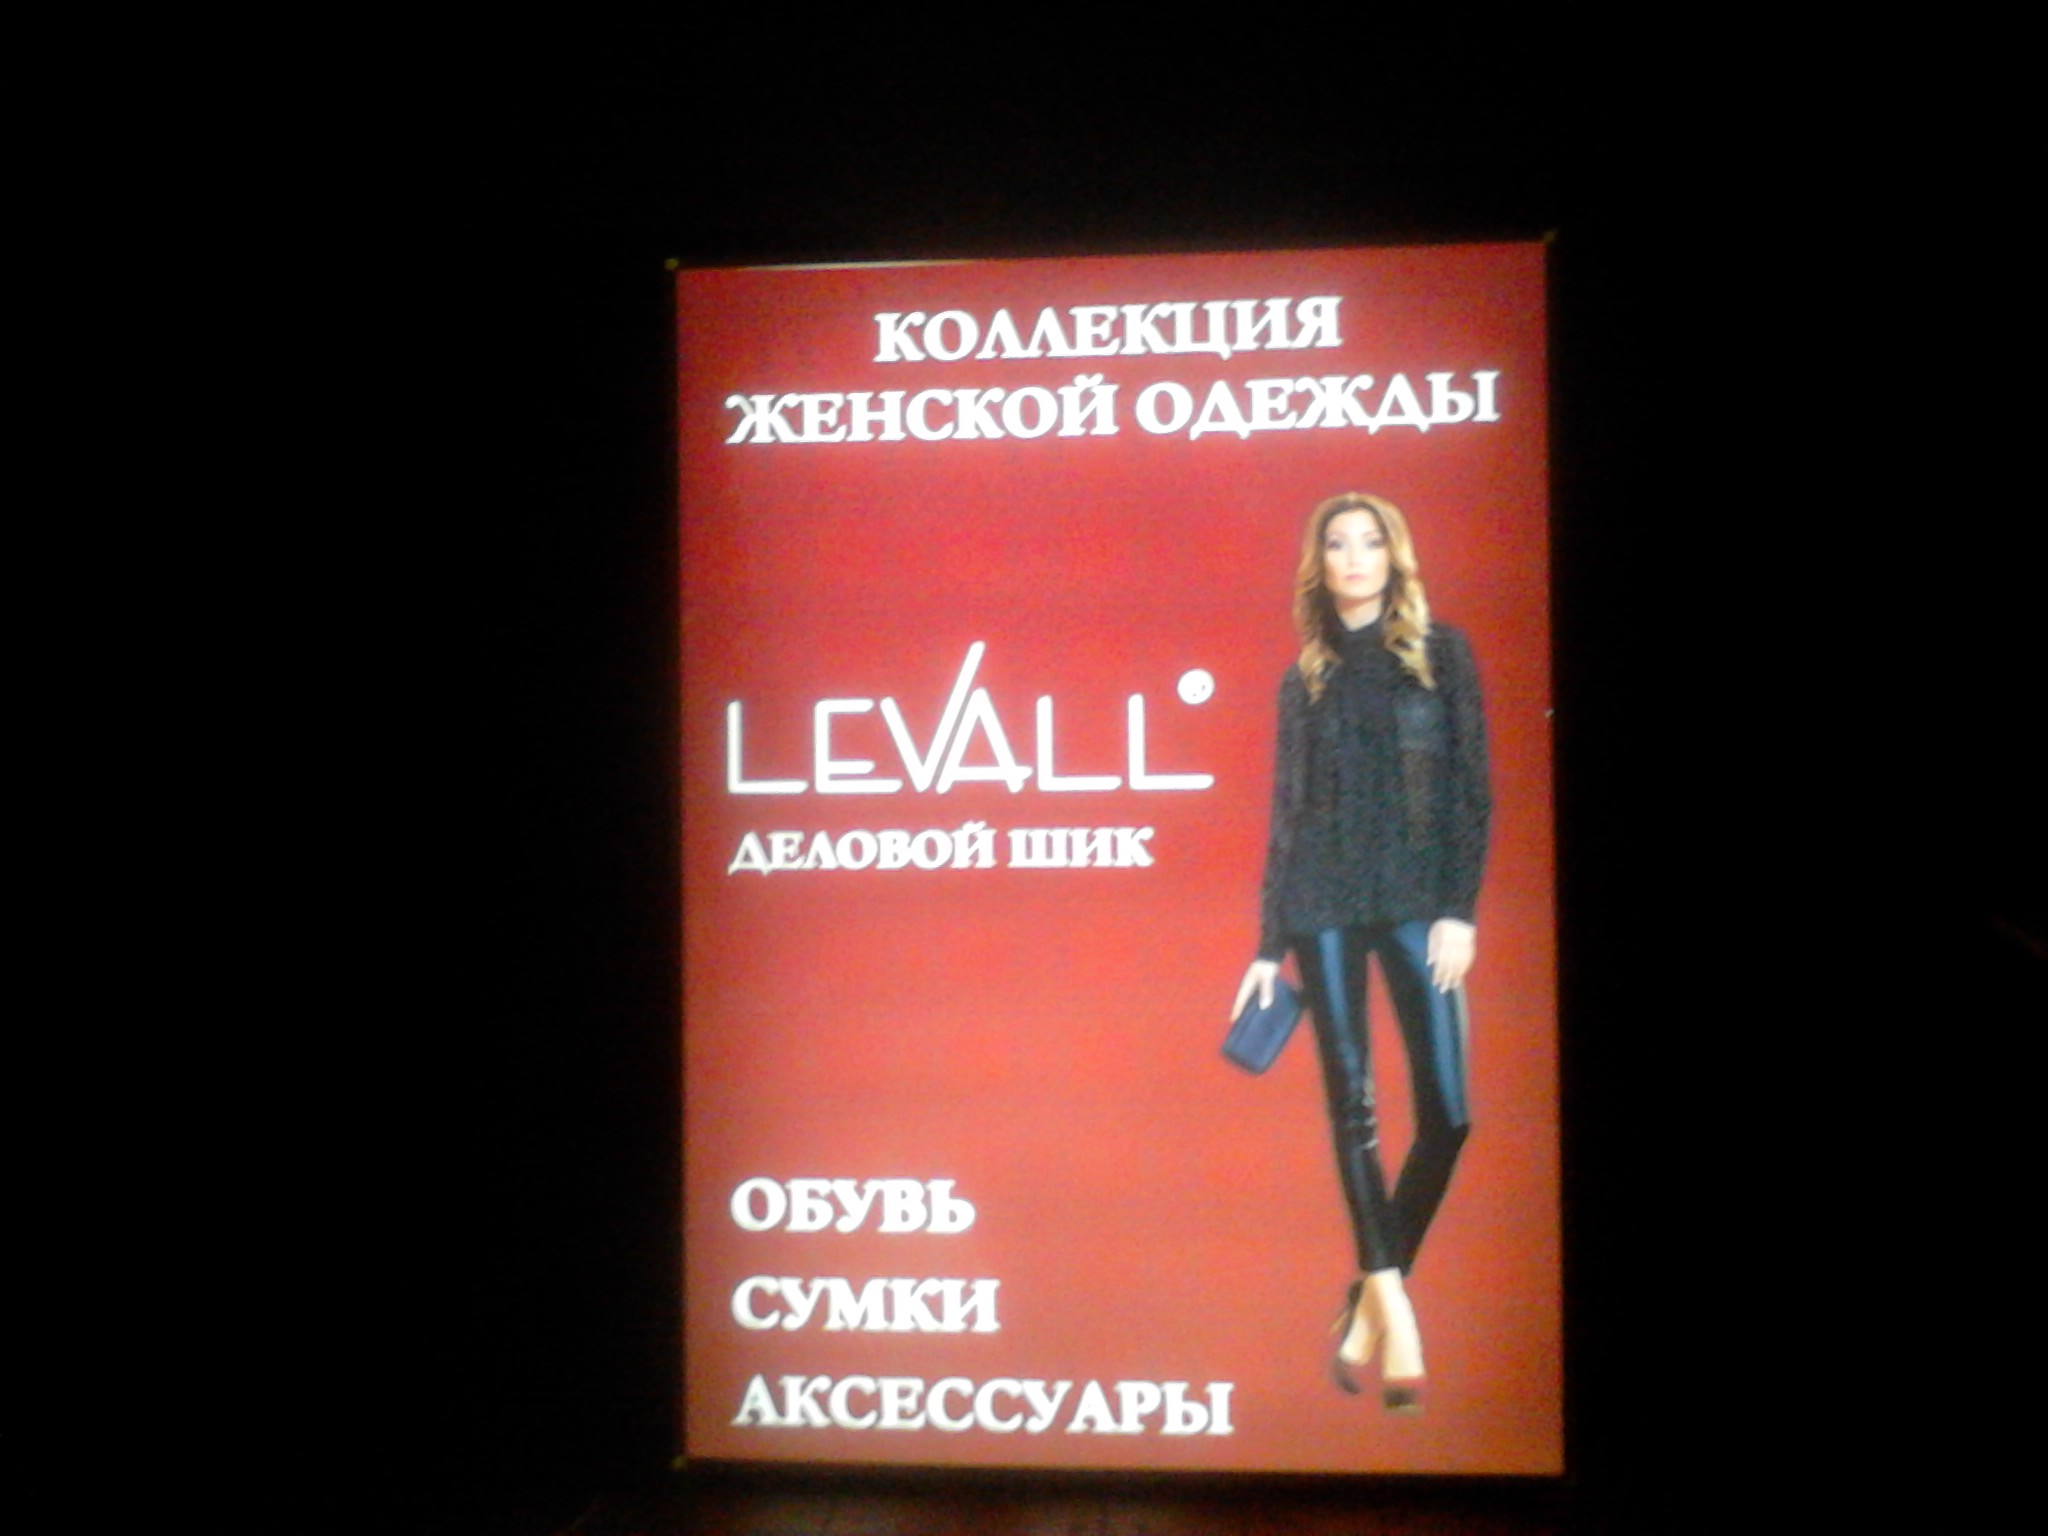 КОЛЛЕКЦИЯ
ЖЕНСКОЙ ОДЕЖДЫ
LEVALL®
ДЕЛОВОЙ ШИК
ОБУВЬ
СУМКИ
АКСЕССУАРЫ